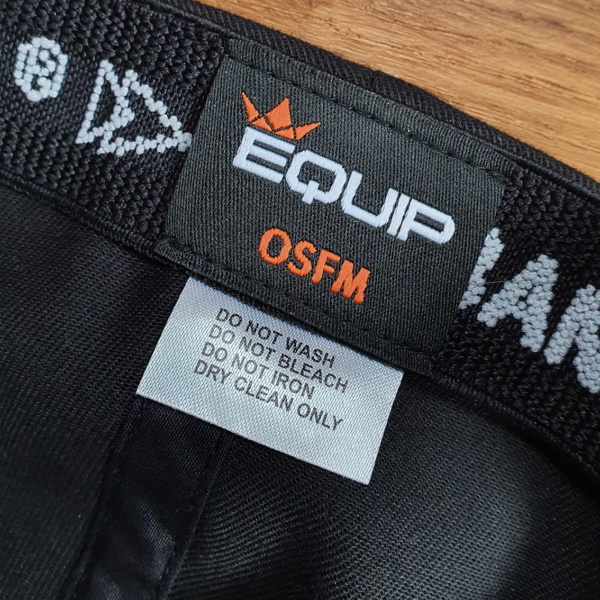 ®
EQUIP
OSFM
DO NOT WASH
DO NOT BLEACH
DO NOT IRON
DRY CLEAN ONLY